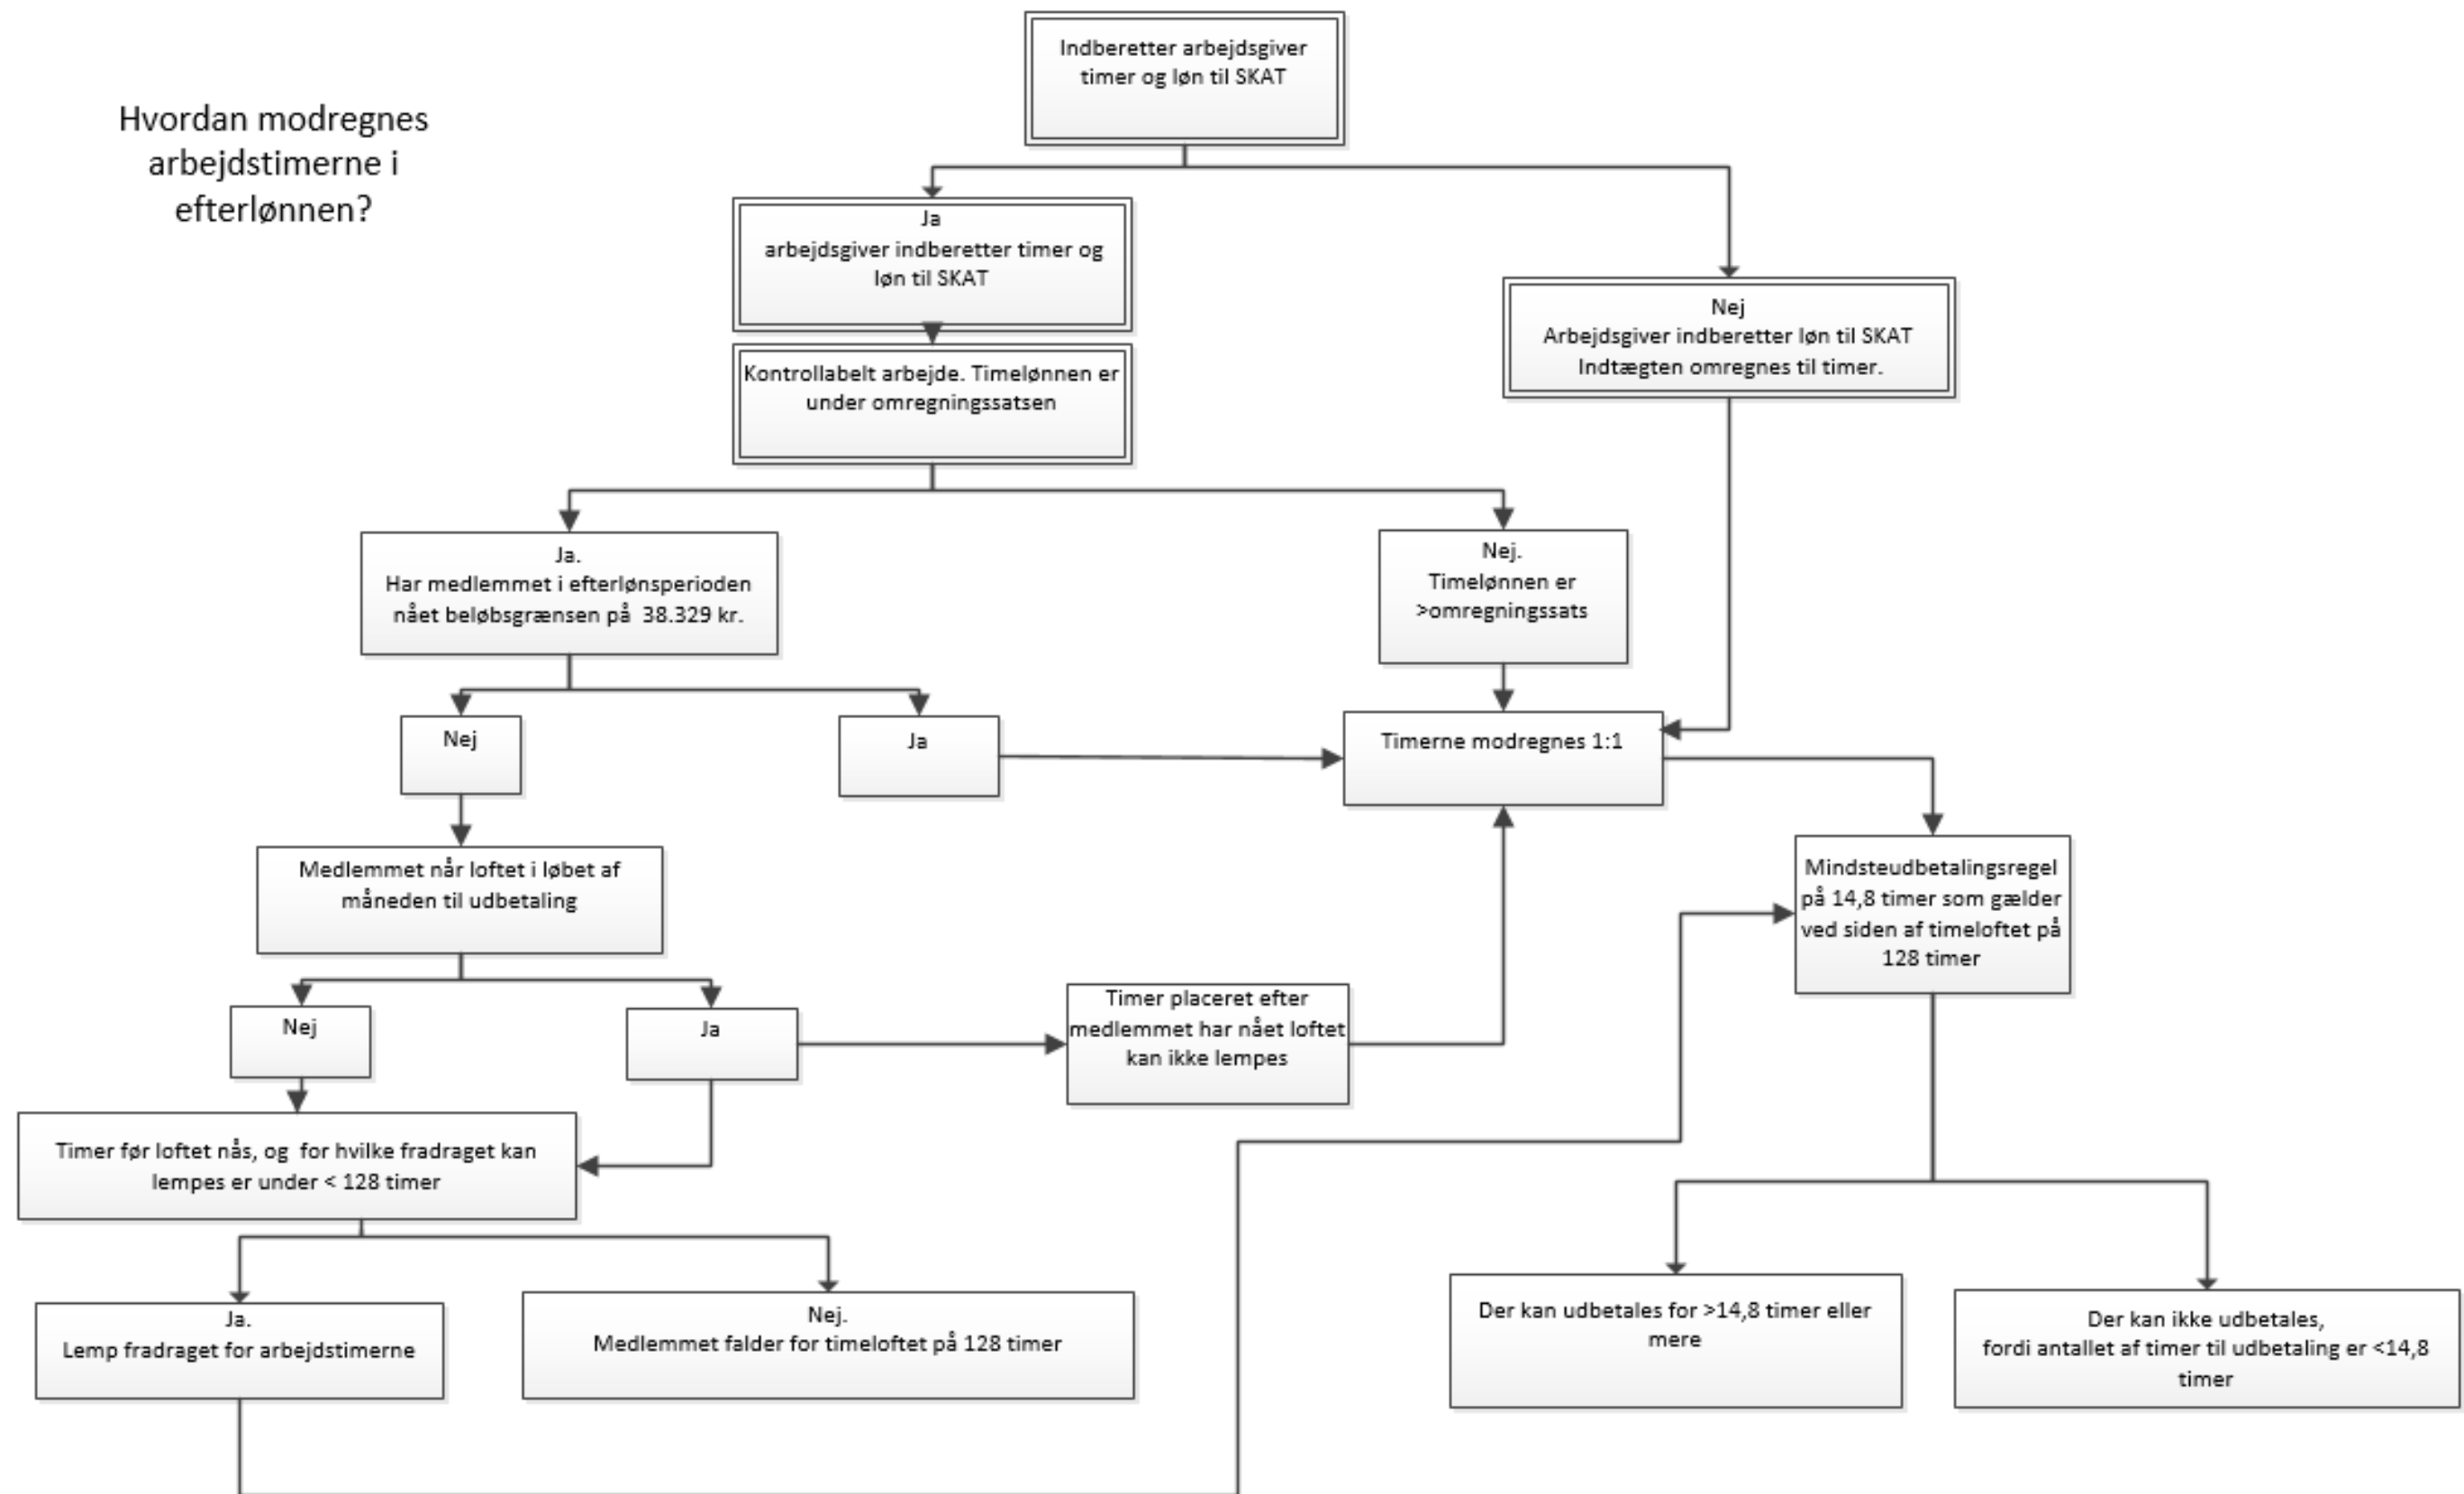 Hvordan modregnes
arbejdstimerne i
efterlønnen?
Indberetter arbejdsgiver
timer og løn til SKAT
Ja
arbejdsgiver indberetter timer og
løn til SKAT
Nej
Arbejdsgiver indberetter løn til SKAT
Indtægten omregnes til timer.
Kontrollabelt arbejde. Timelønnen er
under omregningssatsen
Ja.
Har medlemmet i efterlønsperioden
nået beløbsgrænsen på  38.329 kr.
Nej.
Timelønnen er
>omregningssats
Nej
Ja
Timerne modregnes 1:1
Medlemmet når loftet i løbet af
måneden til udbetaling
Mindsteudbetalingsregel
på 14,8 timer som gælder
ved siden af timeloftet på
128 timer
Nej
Ja
Timer placeret efter
medlemmet har nået loftet
kan ikke lempes
Timer før loftet nås, og  for hvilke fradraget kan
lempes er under < 128 timer
Ja.
Lemp fradraget for arbejdstimerne
Nej.
Medlemmet falder for timeloftet på 128 timer
Der kan udbetales for >14,8 timer eller
mere
Der kan ikke udbetales,
fordi antallet af timer til udbetaling er <14,8
timer